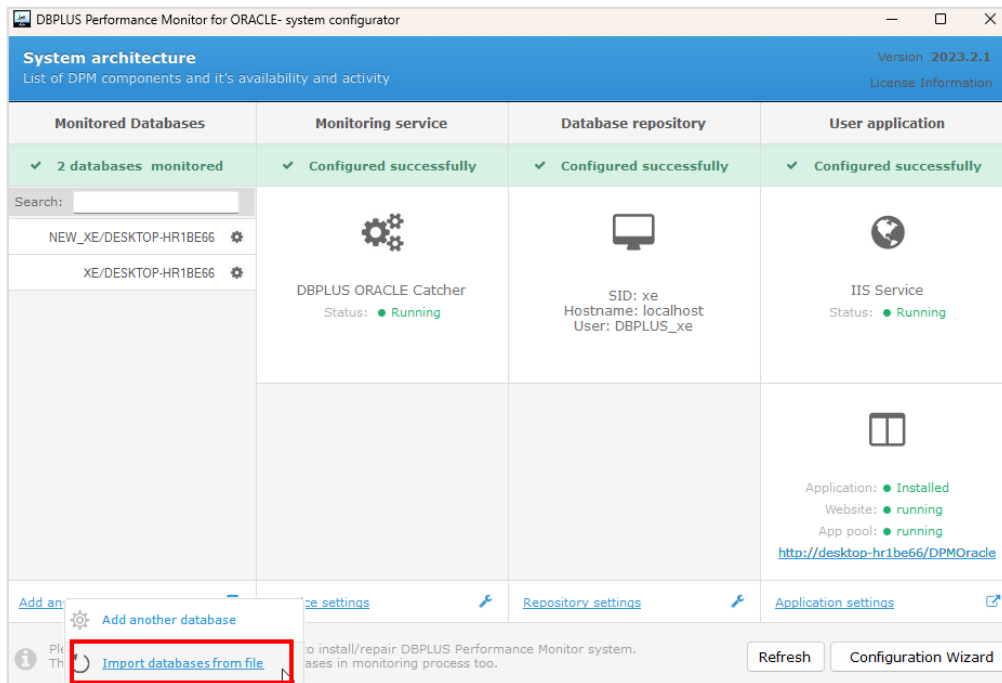 DBPLUS Performance Monitor for ORACLE- system configurator
System architecture
List of DPM components and it's availability and activity
Version 2023.2.1
License Information
Monitored Databases
Monitoring service
Database repository
User application
2 databases monitored
Configured successfully
Configured successfully
Configured successfully
Search:
NEW_XE/DESKTOP-HR1BE66
XE/DESKTOP-HR1BE66
DBPLUS ORACLE Catcher
Status: Running
SID: xe
Hostname: localhost
User: DBPLUS_xe
IIS Service
Status: Running
Application: Installed
Website: running
App pool: running
http://desktop-hr1be66/DPMOracle
Add an
ce settings
Repository settings
Application settings
Add another database
Import databases from file
Ple
to install/repair DBPLUS Performance Monitor system.
Th
ases in monitoring process too.
Refresh
Configuration Wizard